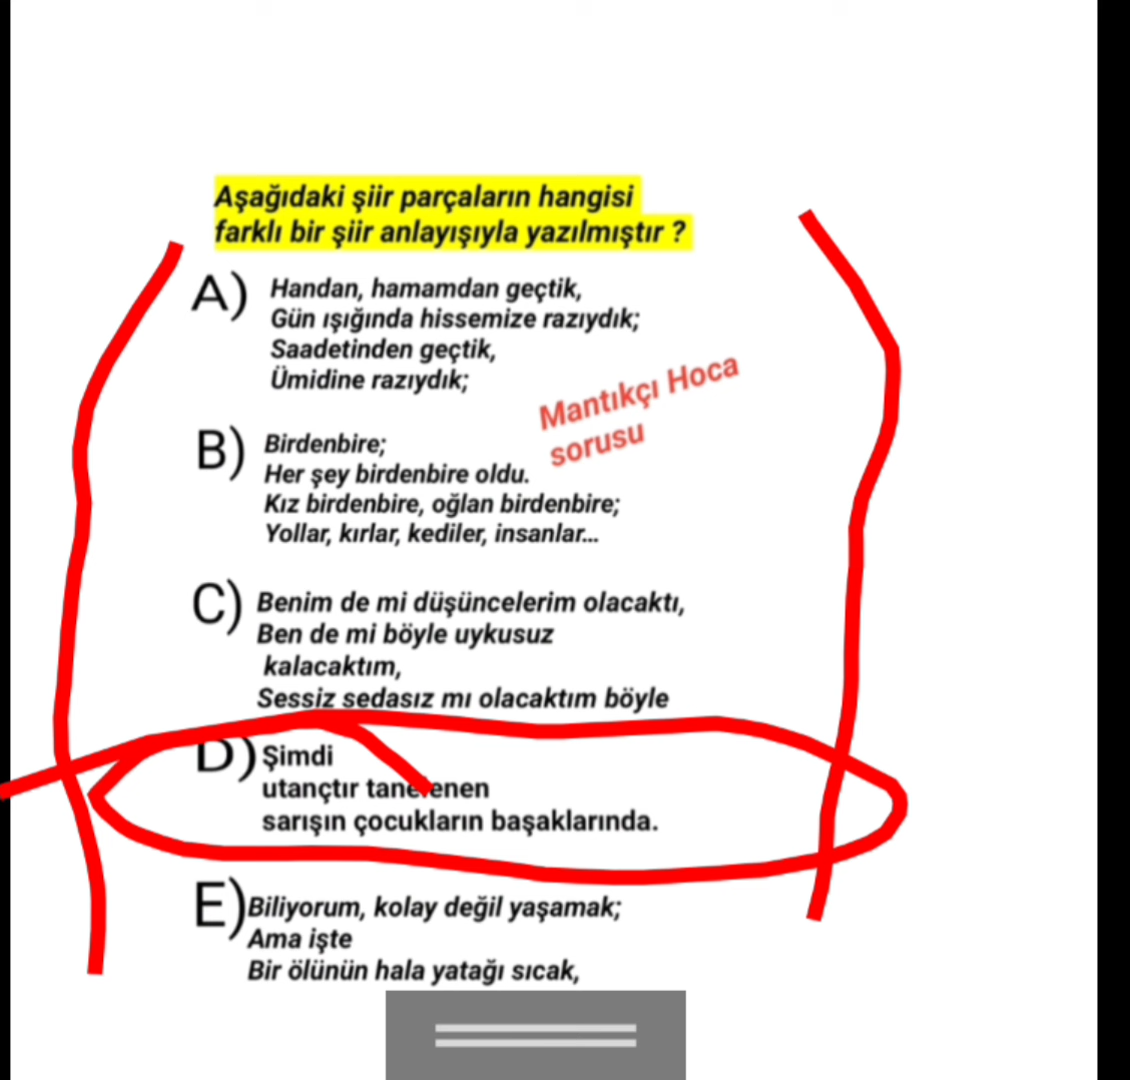 Aşağıdaki şiir parçaların hangisi
farklı bir şiir anlayışıyla yazılmıştır ?
A) Handan, hamamdan geçtik,
Gün ışığında hissemize razıydık;
Saadetinden geçtik,
Ümidine razıydık;
Mantıkçı Hoca
sorusu
B) Birdenbire;
Her şey birdenbire oldu.
Kız birdenbire, oğlan birdenbire;
Yollar, kırlar, kediler, insanlar...
C) Benim de mi düşüncelerim olacaktı,
Ben de mi böyle uykusuz
kalacaktım,
Sessiz sedasız mı olacaktım böyle
D) Şimdi
utançtır tanelenen
sarışın çocukların başaklarında.
E) Biliyorum, kolay değil yaşamak;
Ama işte
Bir ölünün hala yatağı sıcak,